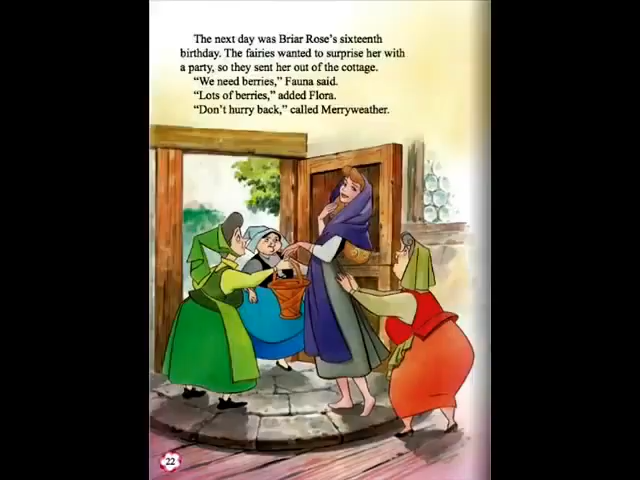 The next day was Briar Rose's sixteenth
birthday. The fairies wanted to surprise her with
a party, so they sent her out of the cottage.
"We need berries," Fauna said.
"Lots of berries," added Flora.
"Don't hurry back," called Merryweather.
22